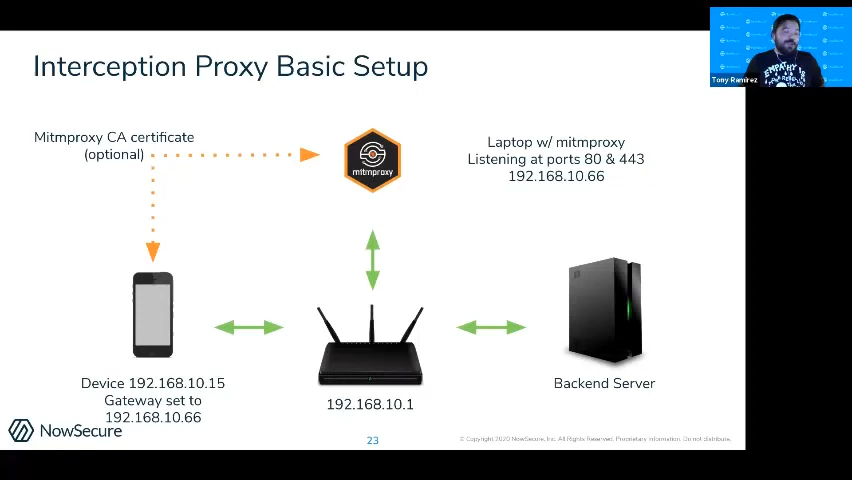 Interception Proxy Basic Setup
Tony Ramirez
Mitmproxy CA certificate
(optional)
mitmproxy
Laptop w/ mitmproxy
Listening at ports 80 & 443
192.168.10.66
Device 192.168.10.15
Gateway set to
192.168.10.66
192.168.10.1
Backend Server
NowSecure
23
© Copyright 2020 NowSecure, Inc. All Rights Reserved. Proprietary information. Do not distribute.
EMPATHY IS